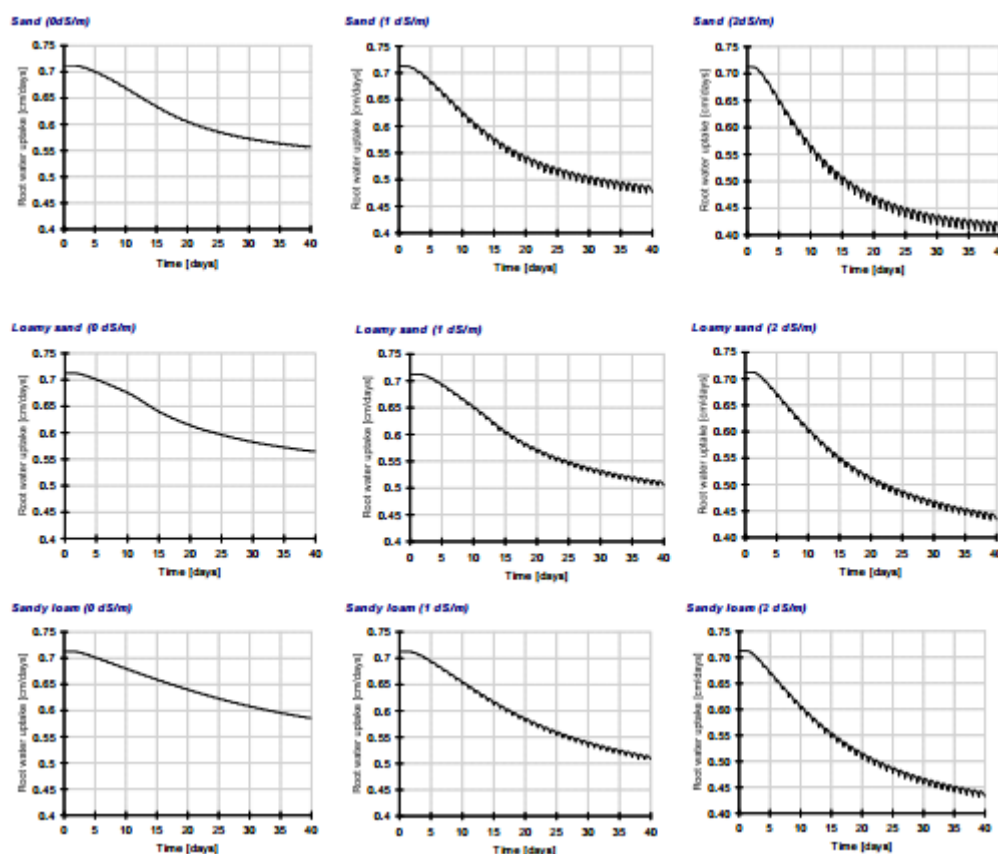 Sand (0dS/m)
Root water uptake [cm/days]
0.75
0.7
0.65
0.6
0.55
0.5
0.45
0.4
0 5 10 15 20 25 30 35 40
Time [days]
Sand (1 dS/m)
Root water uptake [cm/days]
0.75
0.7
0.65
0.6
0.55
0.5
0.45
0.4
0 5 10 15 20 25 30 35 40
Time [days]
Sand (2dS/m)
Root water uptake [cm/days]
0.75
0.70
0.65
0.60
0.55
0.50
0.45
0.40
0 5 10 15 20 25 30 35 40
Time [days]
Loamy sand (0 dS/m)
Root water uptake [cm/days]
0.75
0.7
0.65
0.6
0.55
0.5
0.45
0.4
0 5 10 15 20 25 30 35 40
Time [days]
Loamy sand (1 dS/m)
Root water uptake [cm/days]
0.75
0.7
0.65
0.6
0.55
0.5
0.45
0.4
0 5 10 15 20 25 30 35 40
Time [days]
Loamy sand (2 dS/m)
Root water uptake [cm/days]
0.75
0.70
0.65
0.60
0.55
0.50
0.45
0.40
0 5 10 15 20 25 30 35 40
Time [days]
Sandy loam (0 dS/m)
Root water uptake [cm/days]
0.75
0.7
0.65
0.6
0.55
0.5
0.45
0.4
0 5 10 15 20 25 30 35 40
Time [days]
Sandy loam (1 dS/m)
Root water uptake [cm/days]
0.75
0.7
0.65
0.6
0.55
0.5
0.45
0.4
0 5 10 15 20 25 30 35 40
Time [days]
Sandy loam (2 dS/m)
Root water uptake [cm/days]
0.75
0.70
0.65
0.60
0.55
0.50
0.45
0.40
0 5 10 15 20 25 30 35 40
Time [days]